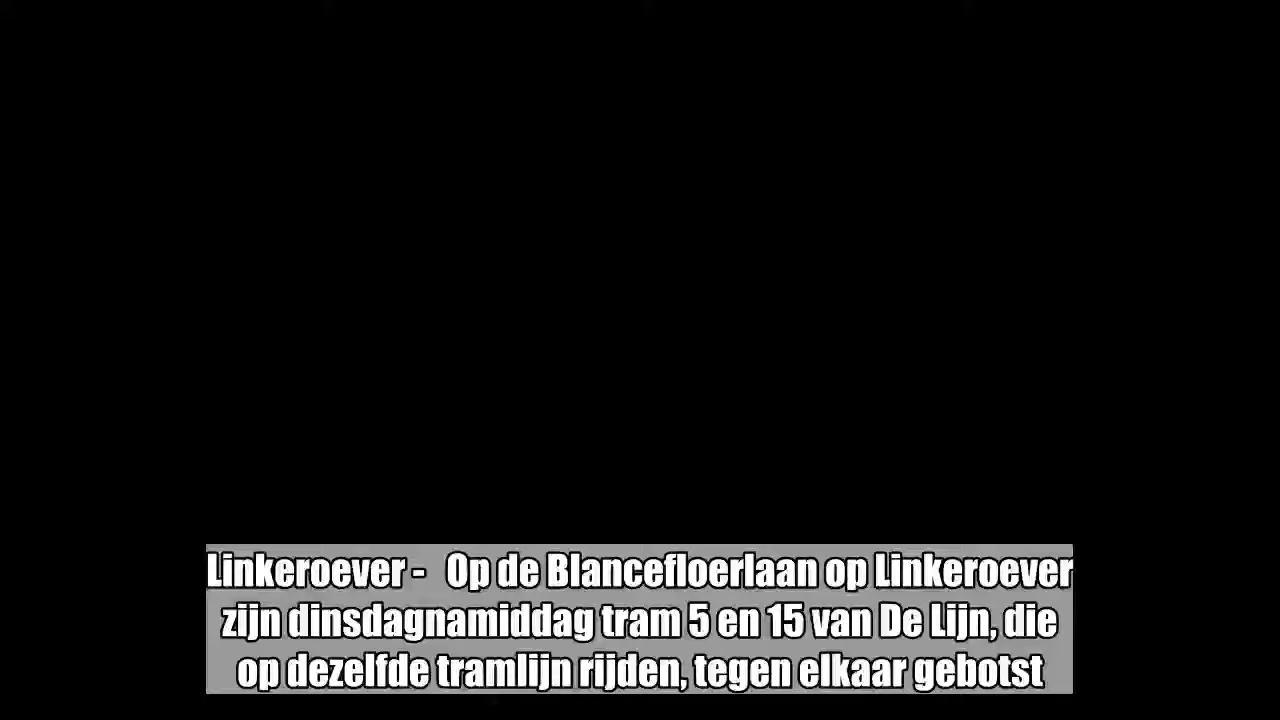 Linkeroever - Op de Blancefloerlaan op Linkeroever
zijn dinsdagnamiddag tram 5 en 15 van De Lijn, die
op dezelfde tramlijn rijden, tegen elkaar gebotst